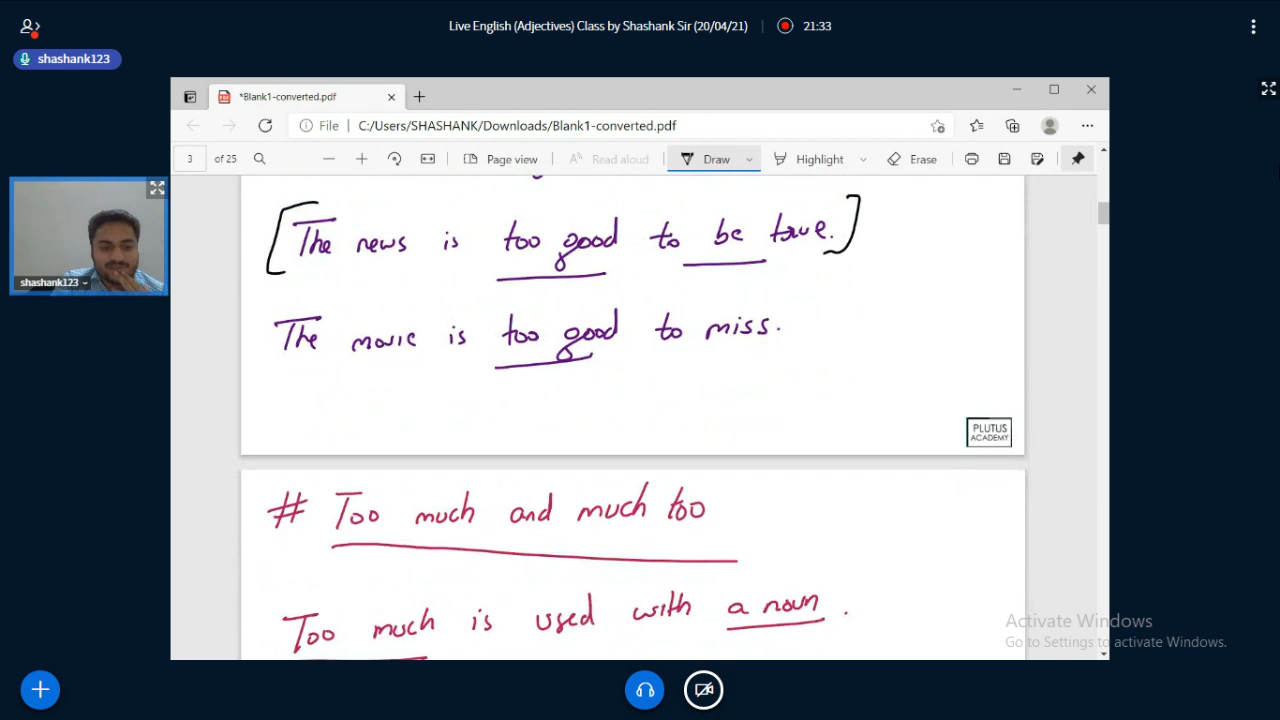 Live English (Adjectives) Class by Shashank Sir (20/04/21)
21:33
shashank123
*Blank1-converted.pdf
File
C:/Users/SHASHANK/Downloads/Blank1-converted.pdf
3 of 25
Page view
Read aloud
Draw
Highlight
Erase
[The news is too good to be true.]
shashank123
The movie is too good to miss.
PLUTUS
ACADEMY
# Too much and much too
Too much is used with a noun.
Activate Windows
Go to Settings to activate Windows.